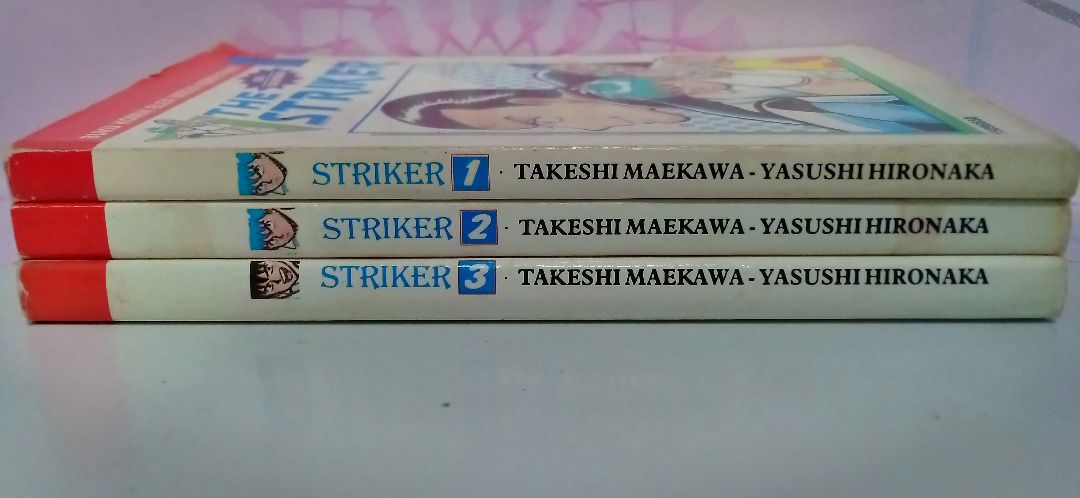 THE
STRIKER
STRIKER 1 · TAKESHI MAEKAWA - YASUSHI HIRONAKA
STRIKER 2 · TAKESHI MAEKAWA - YASUSHI HIRONAKA
STRIKER 3 · TAKESHI MAEKAWA - YASUSHI HIRONAKA